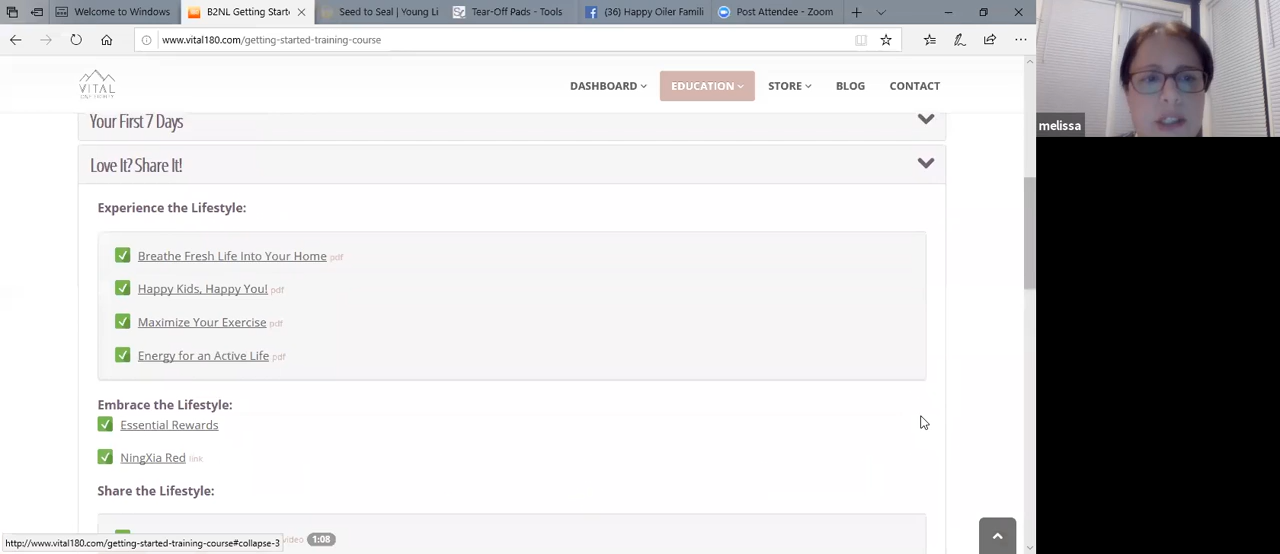 Welcome to Windows
B2NL Getting Starte
Seed to Seal | Young Li
Tear-Off Pads - Tools
(36) Happy Oiler Famili
Post Attendee - Zoom
www.vital180.com/getting-started-training-course
VITAL
DASHBOARD
EDUCATION
STORE
BLOG
CONTACT
melissa
Your First 7 Days
Love It? Share It!
Experience the Lifestyle:
Breathe Fresh Life Into Your Home pdf
Happy Kids, Happy You! pdf
Maximize Your Exercise pdf
Energy for an Active Life pdf
Embrace the Lifestyle:
Essential Rewards
NingXia Red link
Share the Lifestyle:
video 1:08
http://www.vital180.com/getting-started-training-course#collapse-3